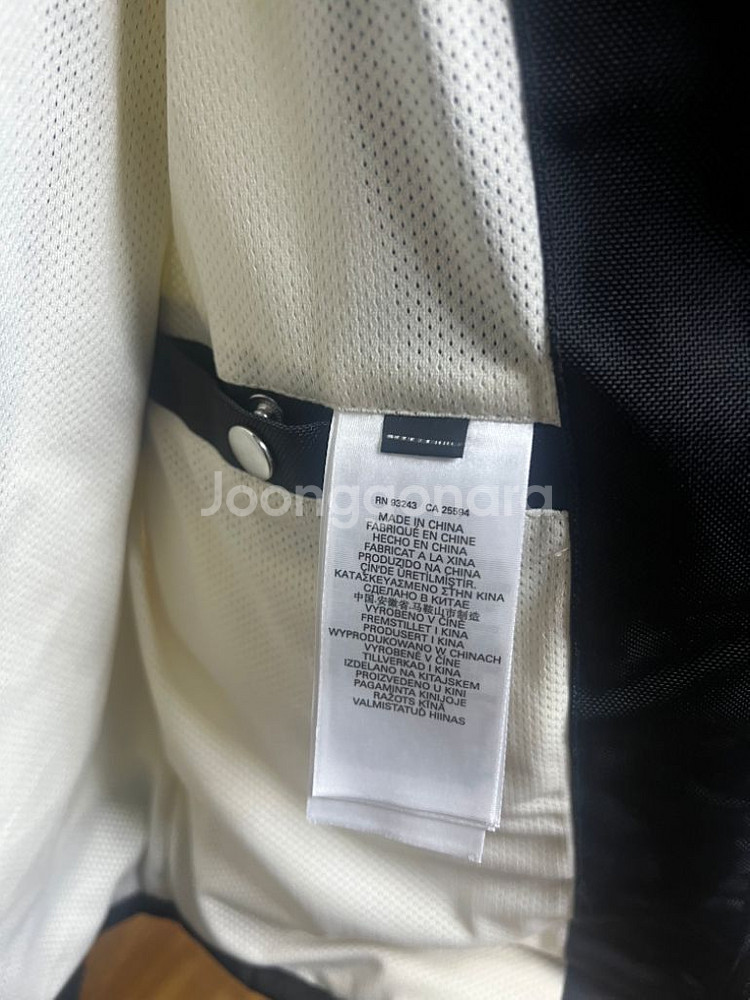 Joonggonara
RN 93243 CA 25594
MADE IN CHINA
FABRIQUÉ EN CHINE
HECHO EN CHINA
FABRICAT A LA XINA
PRODUZIDO NA CHINA
ÇİN'DE ÜRETİLMİŞTİR.
ΚΑΤΑΣΚΕΥΑΣΜΕΝΟ ΣΤΗΝ ΚΙΝΑ
СДЕЛАНО В КИТАЕ
中国.安徽省.马鞍山市制造
VYROBENO V ČÍNĚ
FREMSTILLET I KINA
PRODUSERT I KINA
WYPRODUKOWANO W CHINACH
VYROBENÉ V ČÍNE
TILLVERKAD I KINA
IZDELANO NA KITAJSKEM
PROIZVEDENO U KINI
PAGAMINTA KINIJOJE
RAŽOTS ĶĪNĀ
VALMISTATUD HIINAS